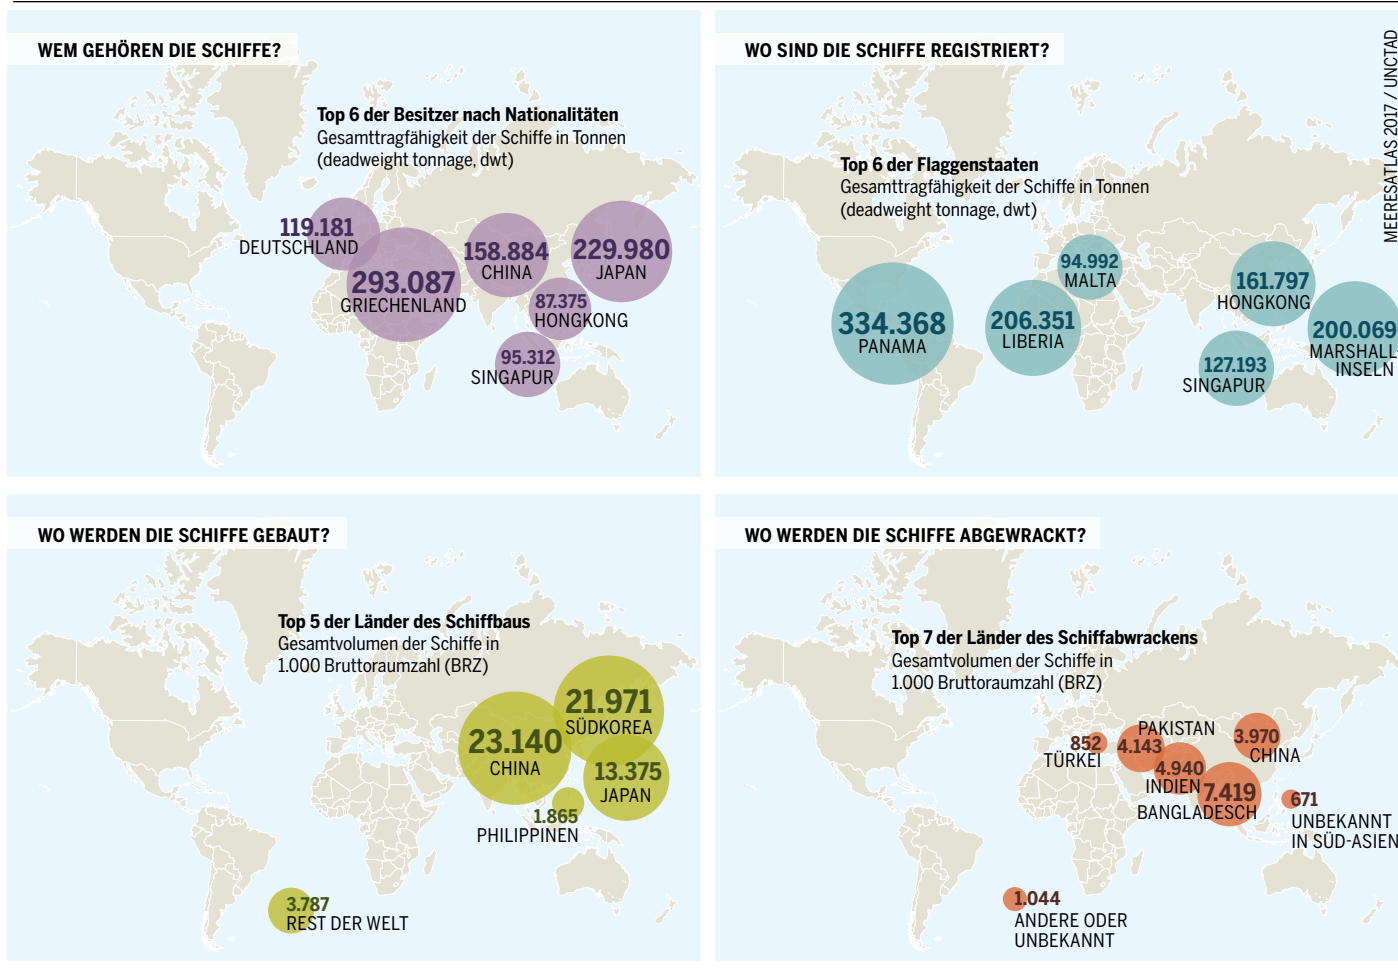 WEM GEHÖREN DIE SCHIFFE?
Top 6 der Besitzer nach Nationalitäten
Gesamttragfähigkeit der Schiffe in Tonnen
(deadweight tonnage, dwt)
119.181
DEUTSCHLAND
293.087
GRIECHENLAND
158.884
CHINA
229.980
JAPAN
87.375
HONGKONG
95.312
SINGAPUR
WO SIND DIE SCHIFFE REGISTRIERT?
Top 6 der Flaggenstaaten
Gesamttragfähigkeit der Schiffe in Tonnen
(deadweight tonnage, dwt)
334.368
PANAMA
206.351
LIBERIA
94.992
MALTA
161.797
HONGKONG
200.069
MARSHALL-
INSELN
127.193
SINGAPUR
MEERESATLAS 2017 / UNCTAD
WO WERDEN DIE SCHIFFE GEBAUT?
Top 5 der Länder des Schiffbaus
Gesamtvolumen der Schiffe in
1.000 Bruttoraumzahl (BRZ)
21.971
SÜDKOREA
23.140
CHINA
13.375
JAPAN
1.865
PHILIPPINEN
3.787
REST DER WELT
WO WERDEN DIE SCHIFFE ABGEWRACKT?
Top 7 der Länder des Schiffabwrackens
Gesamtvolumen der Schiffe in
1.000 Bruttoraumzahl (BRZ)
852
TÜRKEI
PAKISTAN
4.143
4.940
INDIEN
7.419
BANGLADESCH
3.970
CHINA
671
UNBEKANNT
IN SÜD-ASIEN
1.044
ANDERE ODER
UNBEKANNT